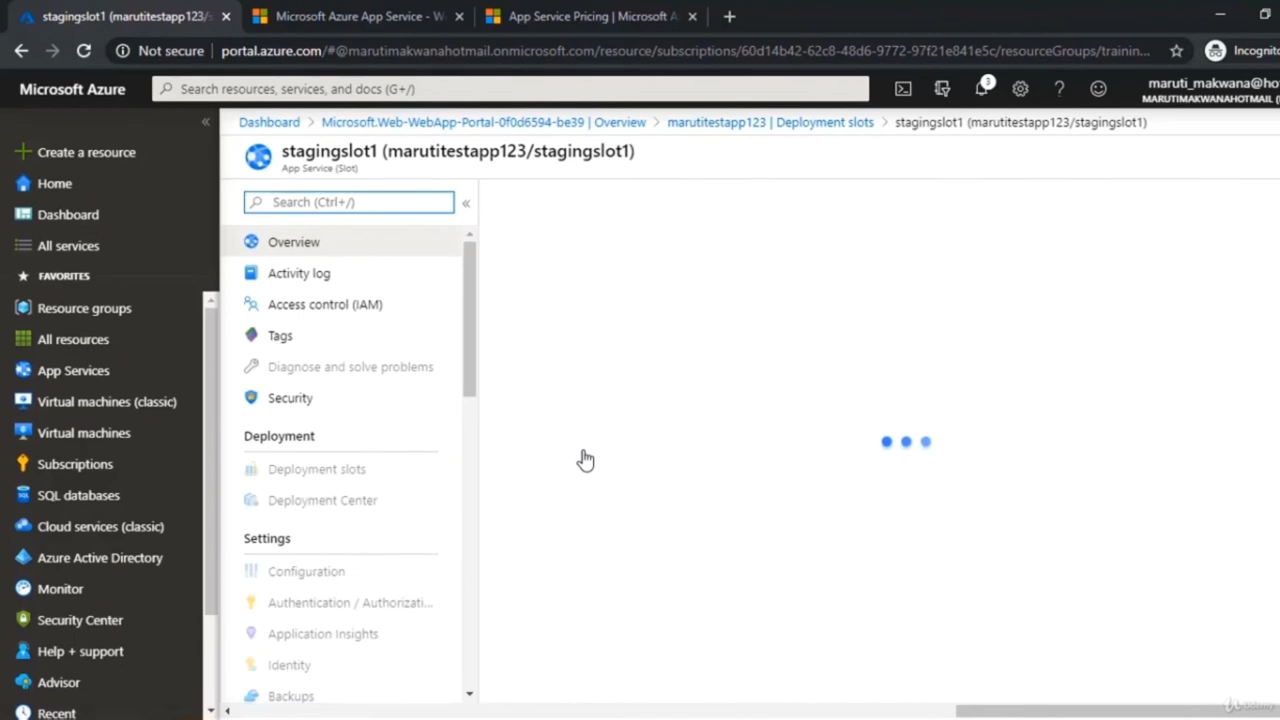 stagingslot1 (marutitestapp123/s
Microsoft Azure App Service - W
App Service Pricing | Microsoft A
Not secure
portal.azure.com/#@marutimakwanahotmail.onmicrosoft.com/resource/subscriptions/60d14b42-62c8-48d6-9772-97f21e841e5c/resourceGroups/trainin...
Incognito
Microsoft Azure
Search resources, services, and docs (G+/)
3
maruti_makwana@ho
MARUTIMAKWANAHOTMAIL (
Dashboard > Microsoft.Web-WebApp-Portal-0f0d6594-be39 | Overview > marutitestapp123 | Deployment slots > stagingslot1 (marutitestapp123/stagingslot1)
stagingslot1 (marutitestapp123/stagingslot1)
App Service (Slot)
Create a resource
Home
Dashboard
All services
FAVORITES
Resource groups
All resources
App Services
Virtual machines (classic)
Virtual machines
Subscriptions
SQL databases
Cloud services (classic)
Azure Active Directory
Monitor
Security Center
Help + support
Advisor
Recent
Search (Ctrl+/)
Overview
Activity log
Access control (IAM)
Tags
Diagnose and solve problems
Security
Deployment
Deployment slots
Deployment Center
Settings
Configuration
Authentication / Authorizati...
Application Insights
Identity
Backups
Udemy